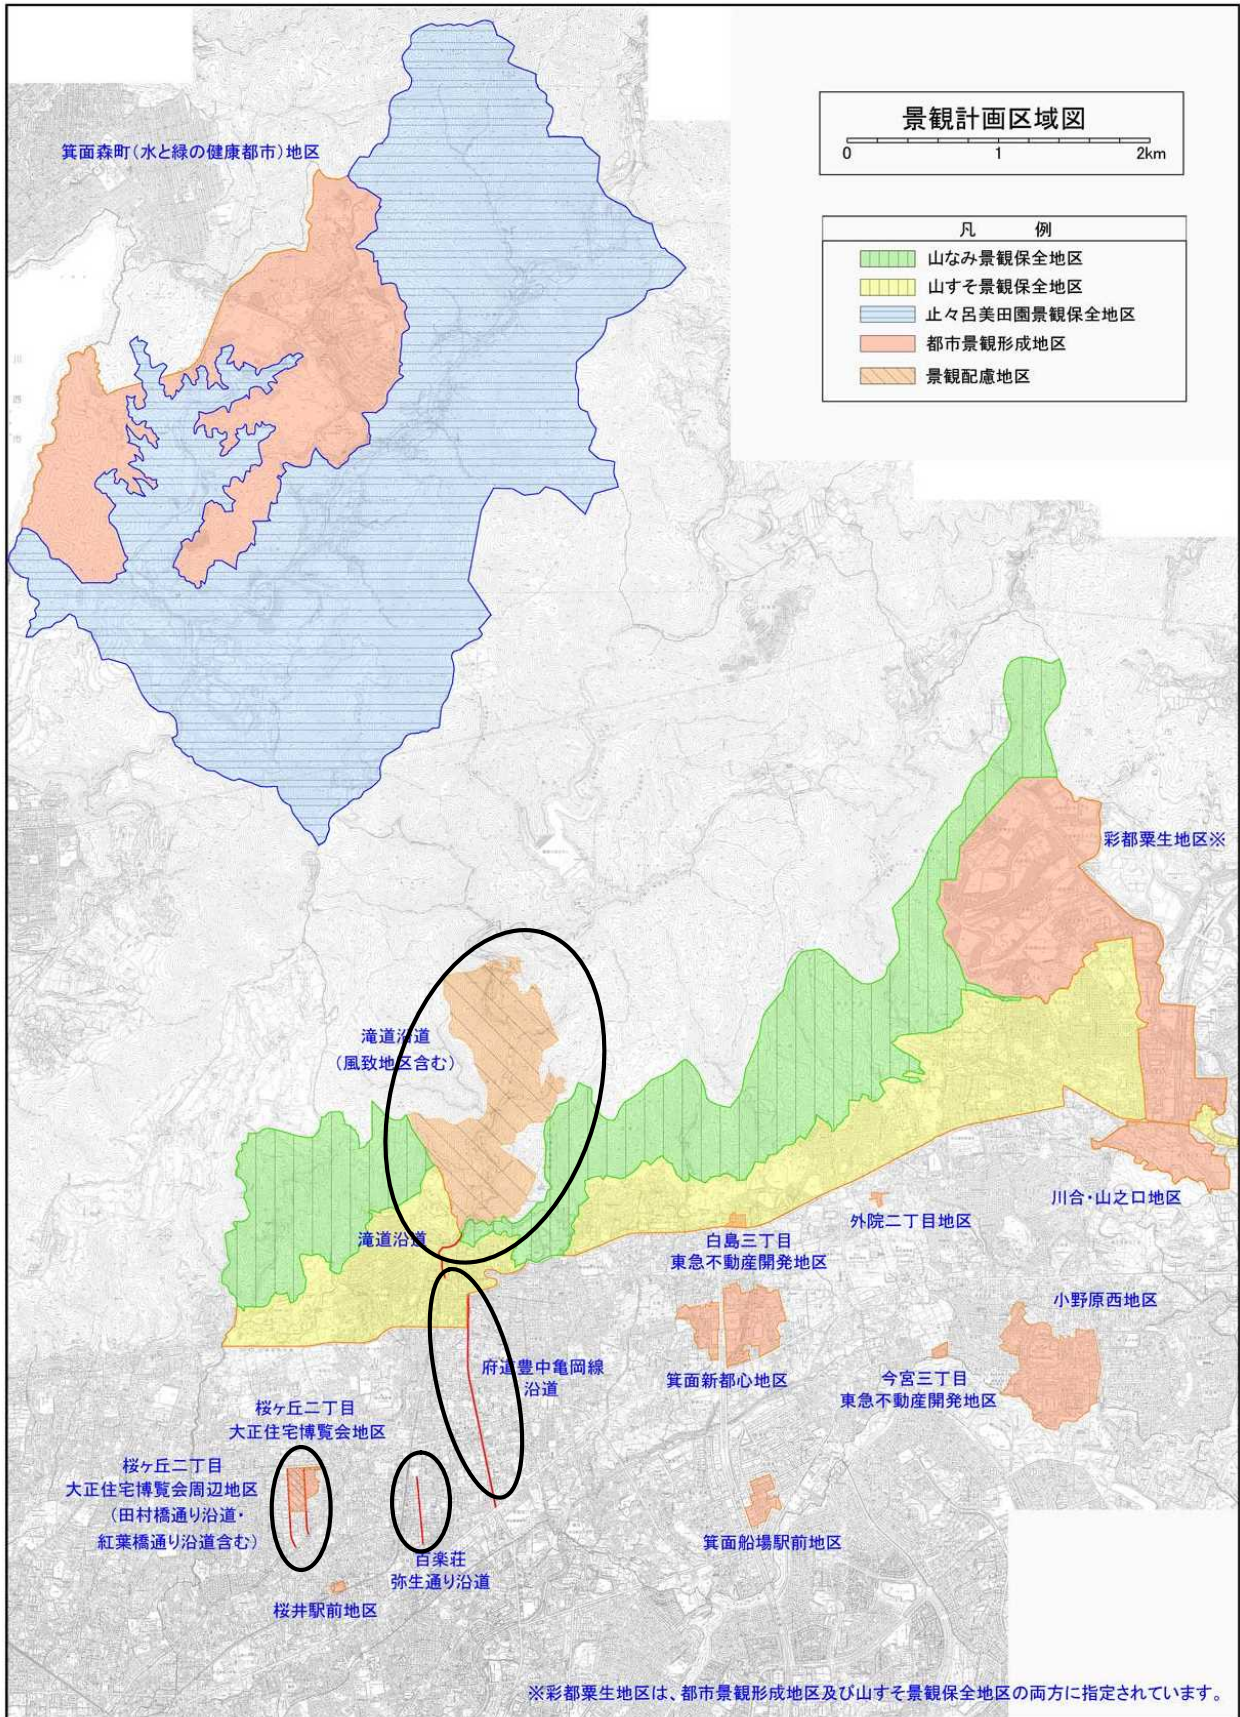 景観計画区域図
0 1 2km
箕面森町(水と緑の健康都市)地区
凡 例
山なみ景観保全地区
山すそ景観保全地区
止々呂美田園景観保全地区
都市景観形成地区
景観配慮地区
彩都粟生地区※
滝道沿道
(風致地区含む)
川合・山之口地区
外院二丁目地区
滝道沿道
白島三丁目
東急不動産開発地区
小野原西地区
府道豊中亀岡線
沿道
箕面新都心地区
今宮三丁目
東急不動産開発地区
桜ヶ丘二丁目
大正住宅博覧会地区
桜ヶ丘二丁目
大正住宅博覧会周辺地区
(田村橋通り沿道・
紅葉橋通り沿道含む)
箕面船場駅前地区
百楽荘
弥生通り沿道
桜井駅前地区
※彩都粟生地区は、都市景観形成地区及び山すそ景観保全地区の両方に指定されています。